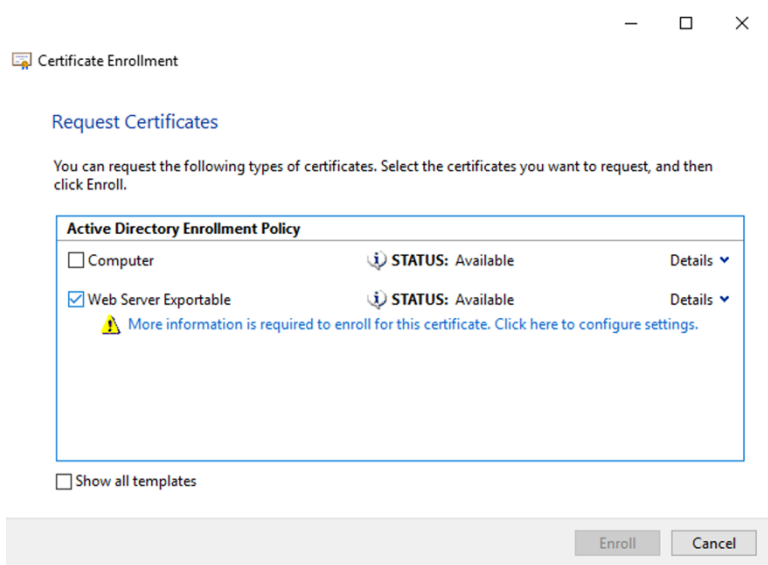 Certificate Enrollment
Request Certificates
You can request the following types of certificates. Select the certificates you want to request, and then
click Enroll.
Active Directory Enrollment Policy
Computer STATUS: Available Details
Web Server Exportable STATUS: Available Details
More information is required to enroll for this certificate. Click here to configure settings.
Show all templates
Enroll Cancel